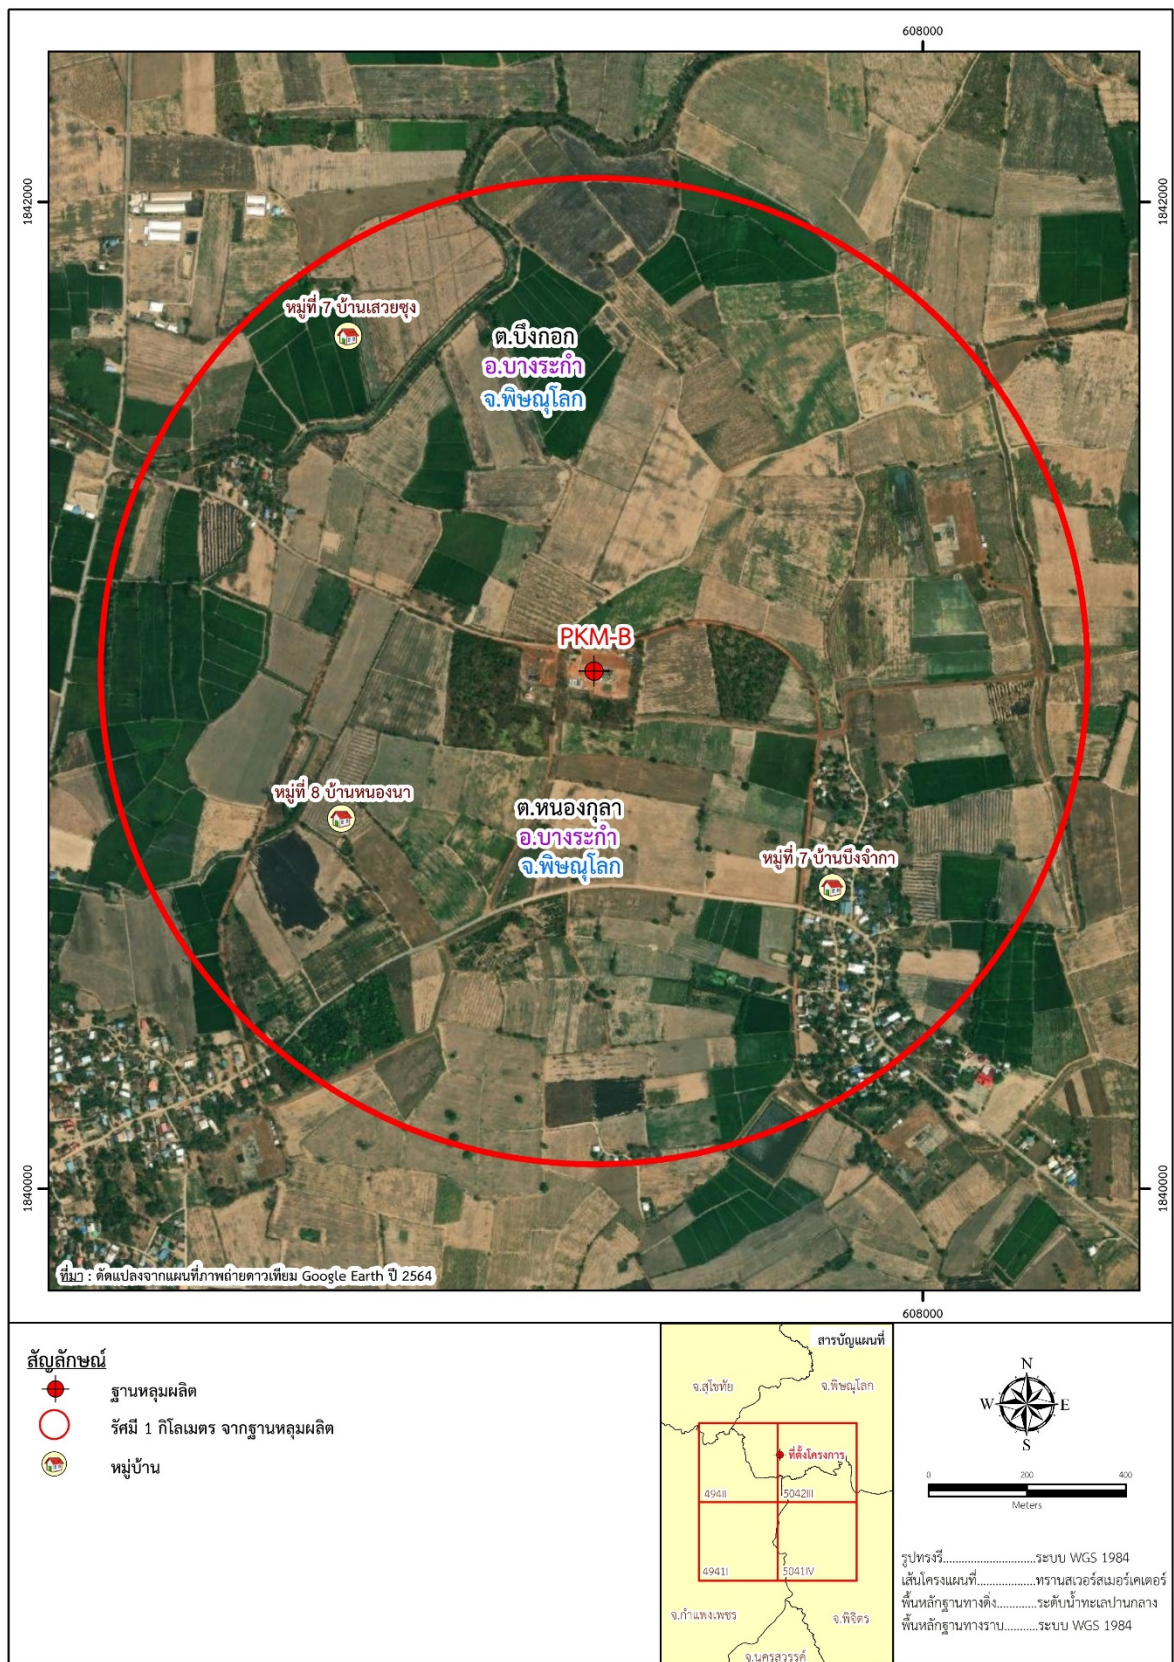 608000
1842000
1842000
หมู่ที่ 7 บ้านเสวยซุง
ต.บึงกอก
อ.บางระกำ
จ.พิษณุโลก
PKM-B
หมู่ที่ 8 บ้านหนองนา
ต.หนองกุลา
อ.บางระกำ
จ.พิษณุโลก
หมู่ที่ 7 บ้านบึงจำกา
1840000
1840000
ที่มา : ดัดแปลงจากแผนที่ภาพถ่ายดาวเทียม Google Earth ปี 2564
608000
สัญลักษณ์
ฐานหลุมผลิต
รัศมี 1 กิโลเมตร จากฐานหลุมผลิต
หมู่บ้าน
สารบัญแผนที่
จ.สุโขทัย
จ.พิษณุโลก
ที่ตั้งโครงการ
494II
5042III
4941I
5041IV
จ.กำแพงเพชร
จ.พิจิตร
จ.นครสวรรค์
N
W
E
S
0 200 400
Meters
รูปทรงรี............................ระบบ WGS 1984
เส้นโครงแผนที่..................ทรานสเวอร์สเมอร์เคเตอร์
พื้นหลักฐานทางดิ่ง............ระดับน้ำทะเลปานกลาง
พื้นหลักฐานทางราบ..........ระบบ WGS 1984